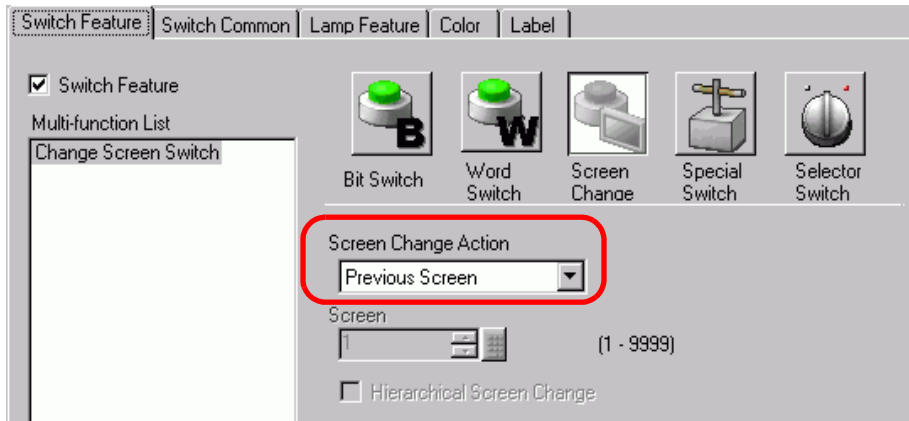 Switch Feature Switch Common Lamp Feature Color Label
Switch Feature
Multi-function List
Change Screen Switch
B
W
Bit Switch
Word Switch
Screen Change
Special Switch
Selector Switch
Screen Change Action
Previous Screen
Screen
1
(1 - 9999)
Hierarchical Screen Change